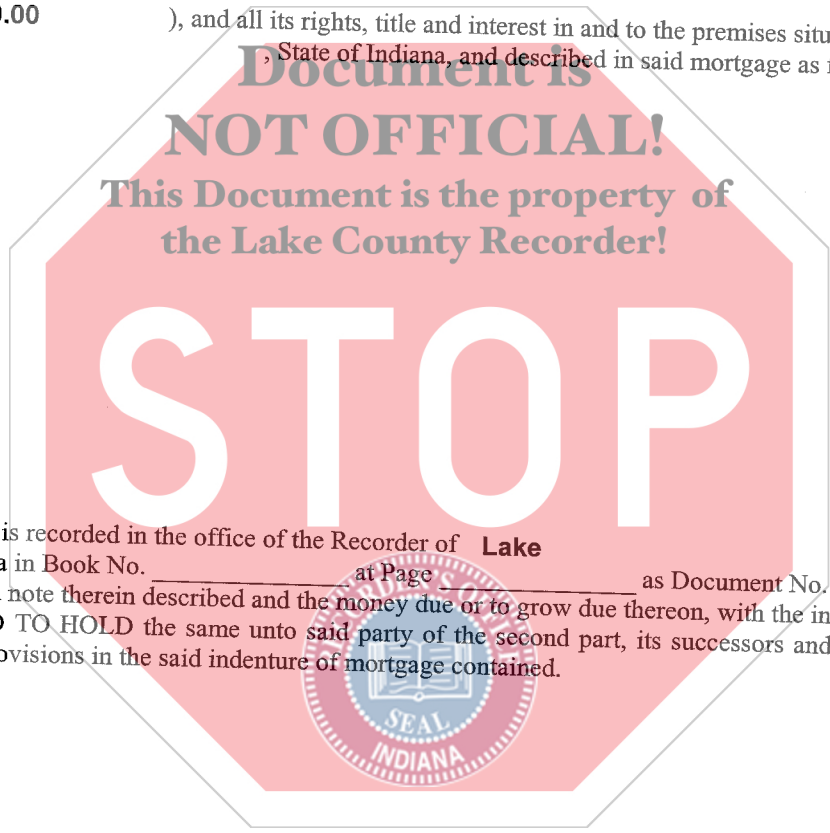 0.00 ), and all its rights, title and interest in and to the premises situ
, State of Indiana, and described in said mortgage as
Document is
NOT OFFICIAL!
This Document is the property of
the Lake County Recorder!
STOP
is recorded in the office of the Recorder of Lake
a in Book No. ____________ at Page ____________ as Document No.
note therein described and the money due or to grow due thereon, with the in
TO HOLD the same unto said party of the second part, its successors and
ovisions in the said indenture of mortgage contained.
RECORDER'S OFFICE
SEAL
INDIANA